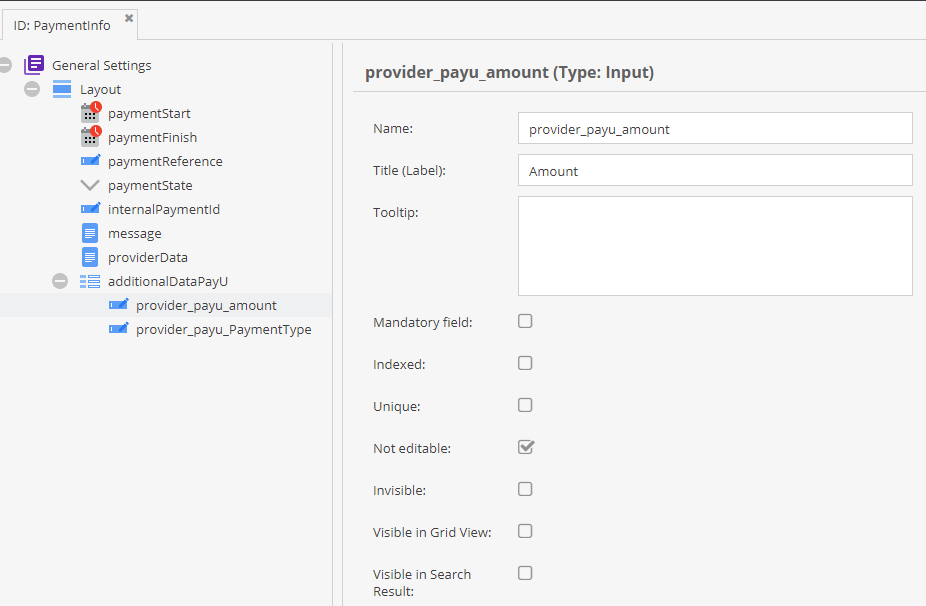 ID: PaymentInfo
General Settings
Layout
paymentStart
paymentFinish
paymentReference
paymentState
internalPaymentId
message
providerData
additionalDataPayU
provider_payu_amount
provider_payu_PaymentType
provider_payu_amount (Type: Input)
Name: provider_payu_amount
Title (Label): Amount
Tooltip:
Mandatory field:
Indexed:
Unique:
Not editable:
Invisible:
Visible in Grid View:
Visible in Search
Result: